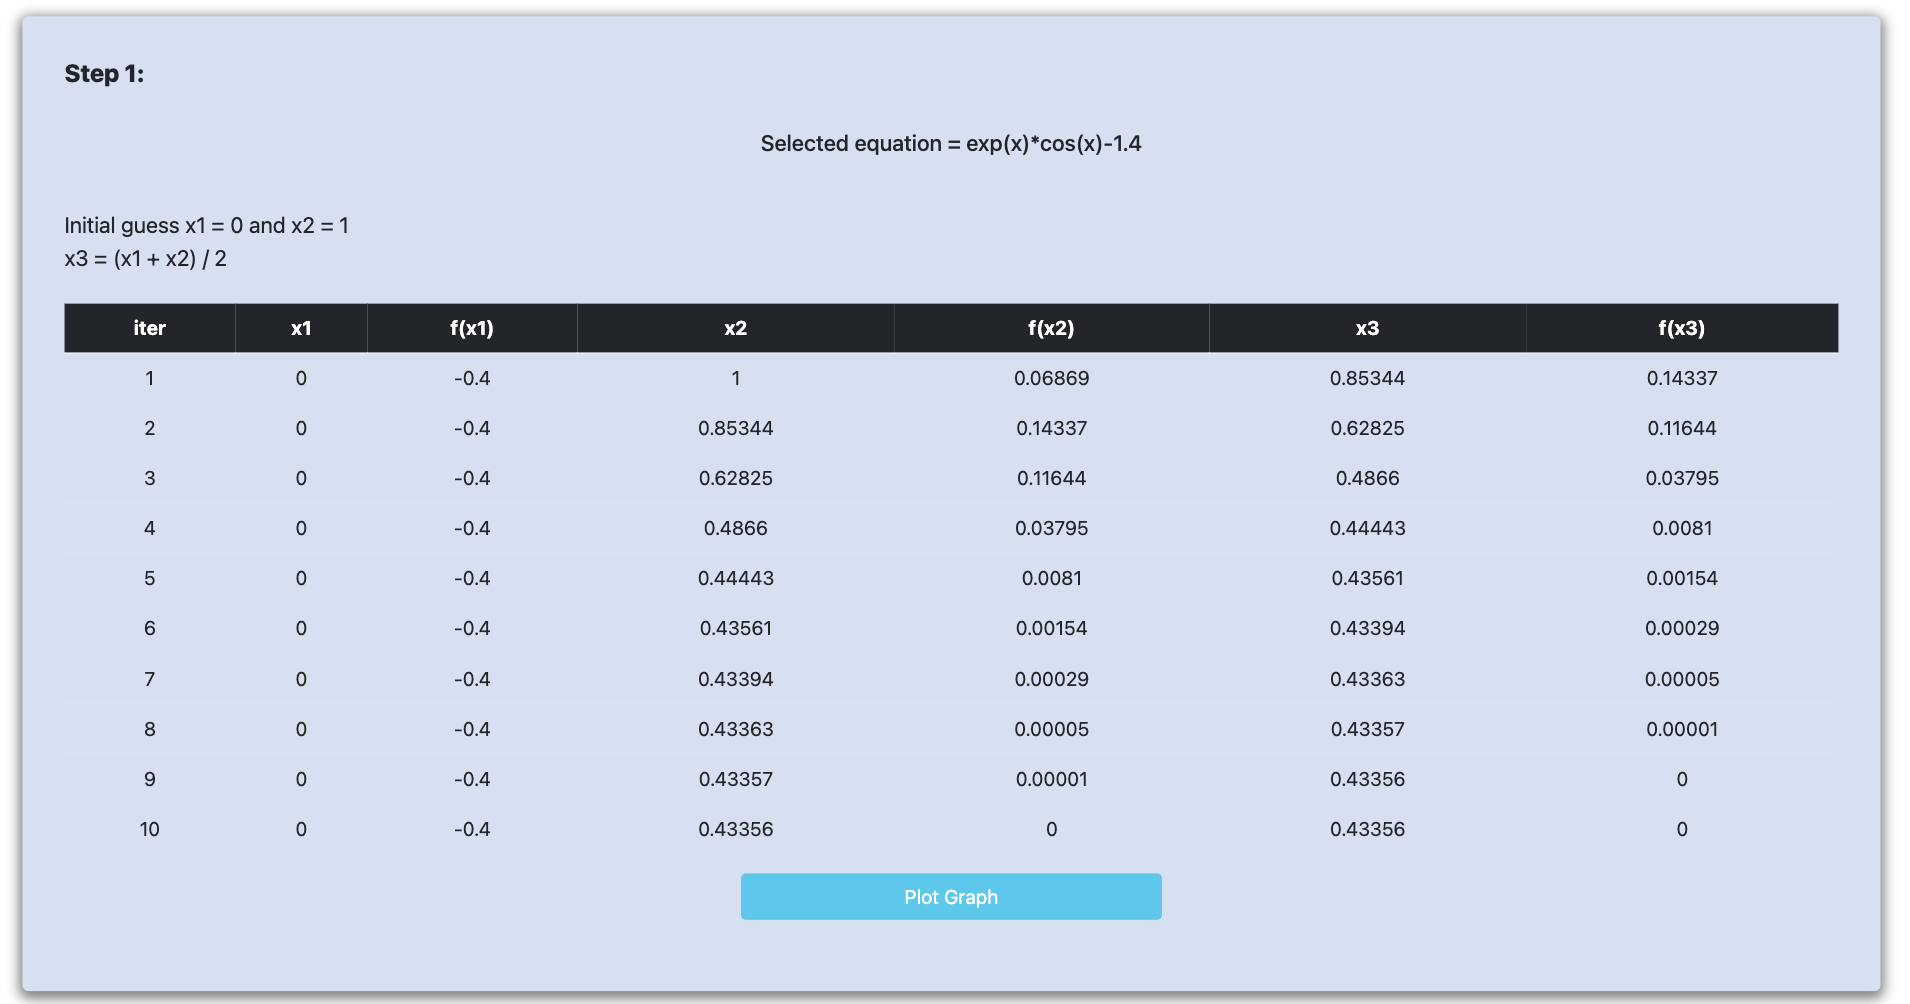 Step 1:
Selected equation = exp(x)*cos(x)-1.4
Initial guess x1 = 0 and x2 = 1
x3 = (x1 + x2) / 2
iter x1 f(x1) x2 f(x2) x3 f(x3)
1 0 -0.4 1 0.06869 0.85344 0.14337
2 0 -0.4 0.85344 0.14337 0.62825 0.11644
3 0 -0.4 0.62825 0.11644 0.4866 0.03795
4 0 -0.4 0.4866 0.03795 0.44443 0.0081
5 0 -0.4 0.44443 0.0081 0.43561 0.00154
6 0 -0.4 0.43561 0.00154 0.43394 0.00029
7 0 -0.4 0.43394 0.00029 0.43363 0.00005
8 0 -0.4 0.43363 0.00005 0.43357 0.00001
9 0 -0.4 0.43357 0.00001 0.43356 0
10 0 -0.4 0.43356 0 0.43356 0
Plot Graph